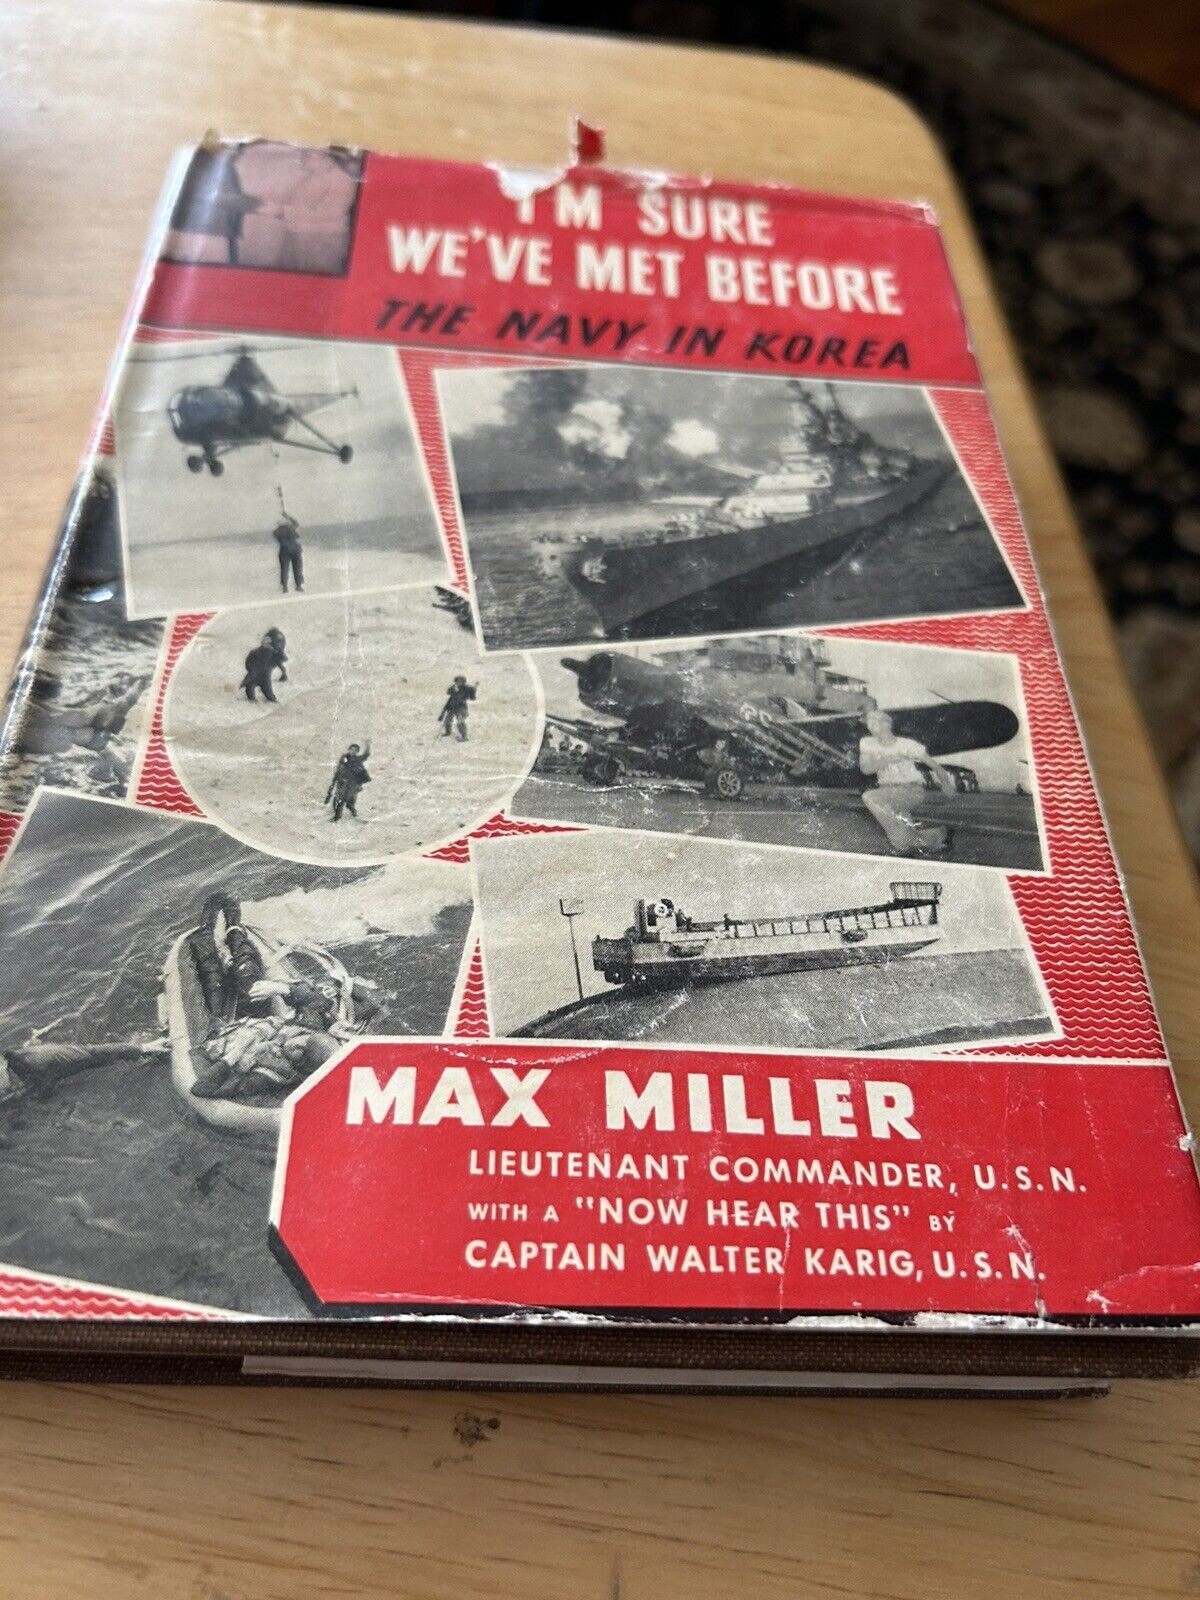 I'M SURE
WE'VE MET BEFORE
THE NAVY IN KOREA
MAX MILLER
LIEUTENANT COMMANDER, U.S.N.
WITH A "NOW HEAR THIS" BY
CAPTAIN WALTER KARIG, U.S.N.